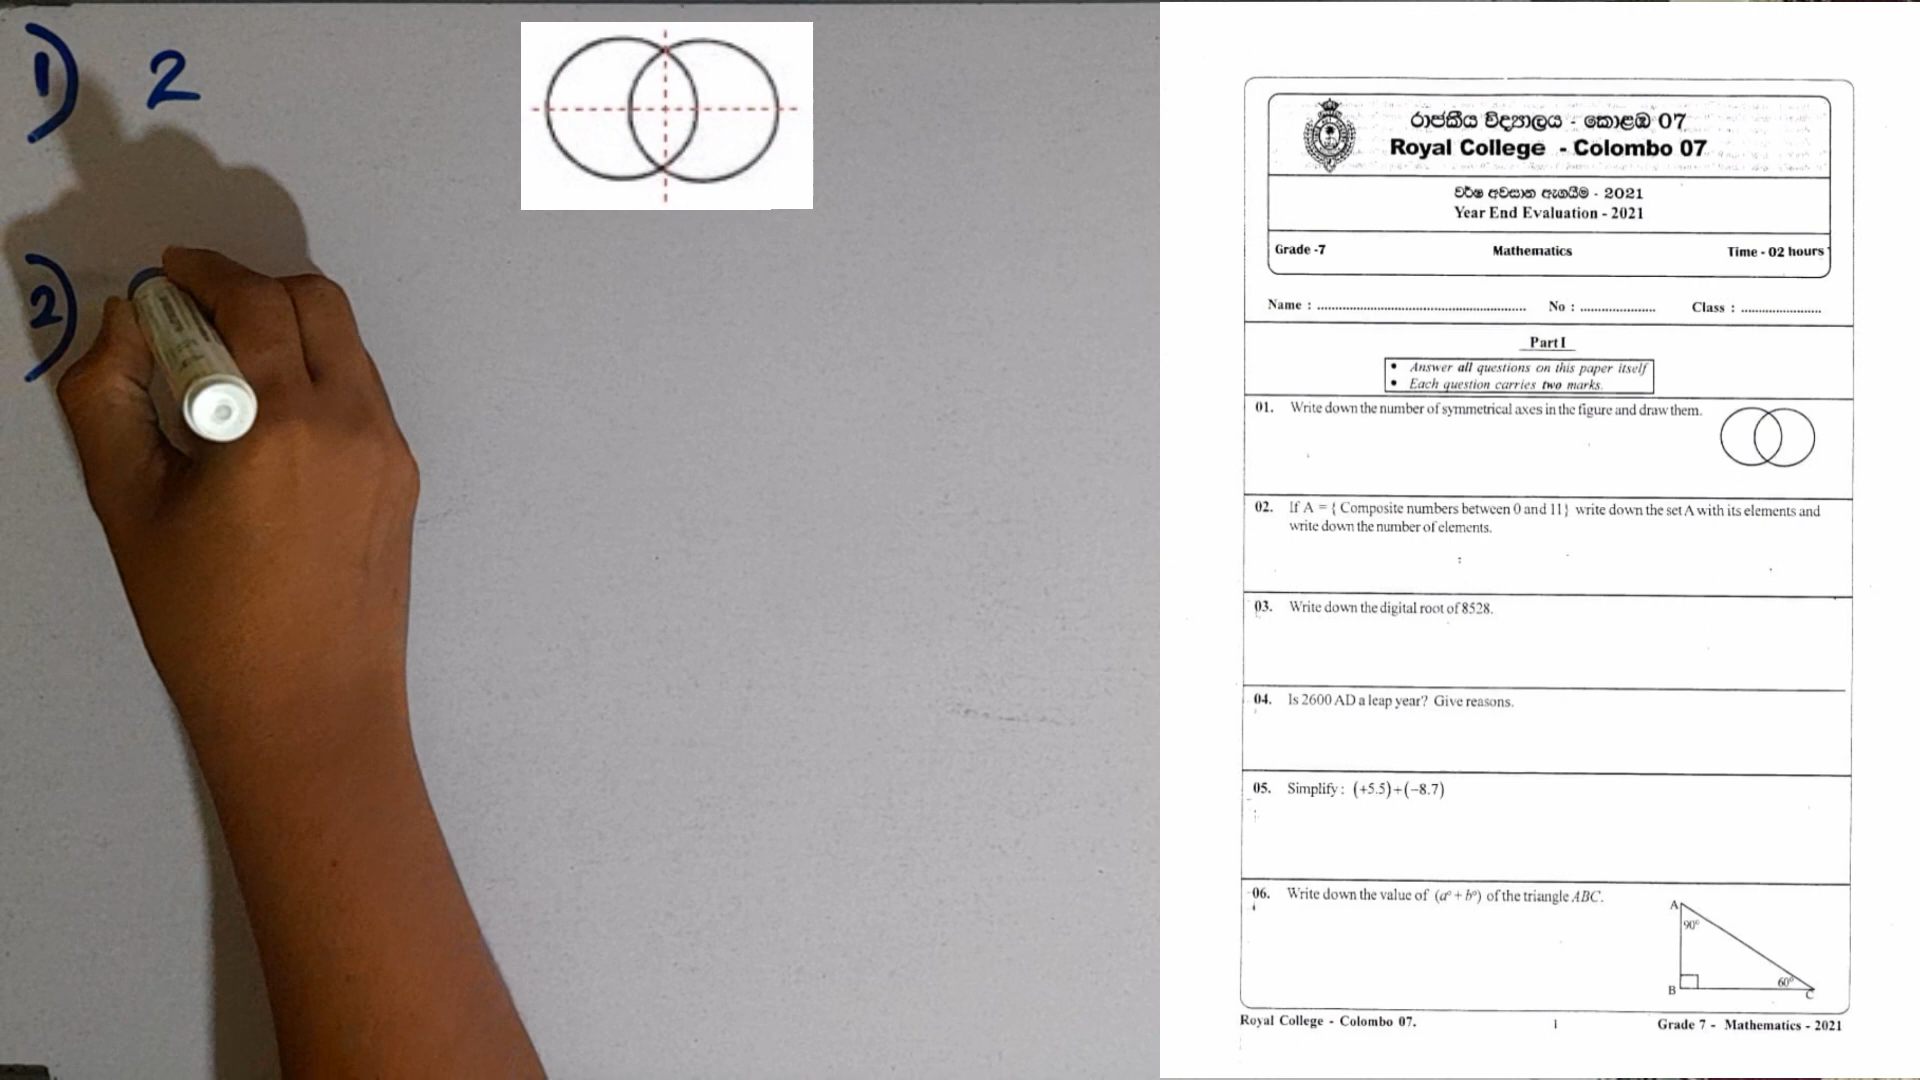 1) 2
2)
රාජකීය විද්‍යාලය - කොළඹ 07
Royal College - Colombo 07
වර්ෂ අවසාන ඇගයීම - 2021
Year End Evaluation - 2021
Grade -7 Mathematics Time - 02 hours
Name : ............................................................ No : ..................... Class : .......................
Part I
• Answer all questions on this paper itself
• Each question carries two marks.
01. Write down the number of symmetrical axes in the figure and draw them.
02. If A = { Composite numbers between 0 and 11} write down the set A with its elements and
write down the number of elements.
03. Write down the digital root of 8528.
04. Is 2600 AD a leap year? Give reasons.
05. Simplify : (+5.5)+(−8.7)
06. Write down the value of (a° + b°) of the triangle ABC.
A
90°
60°
B
C
Royal College - Colombo 07. 1 Grade 7 - Mathematics - 2021